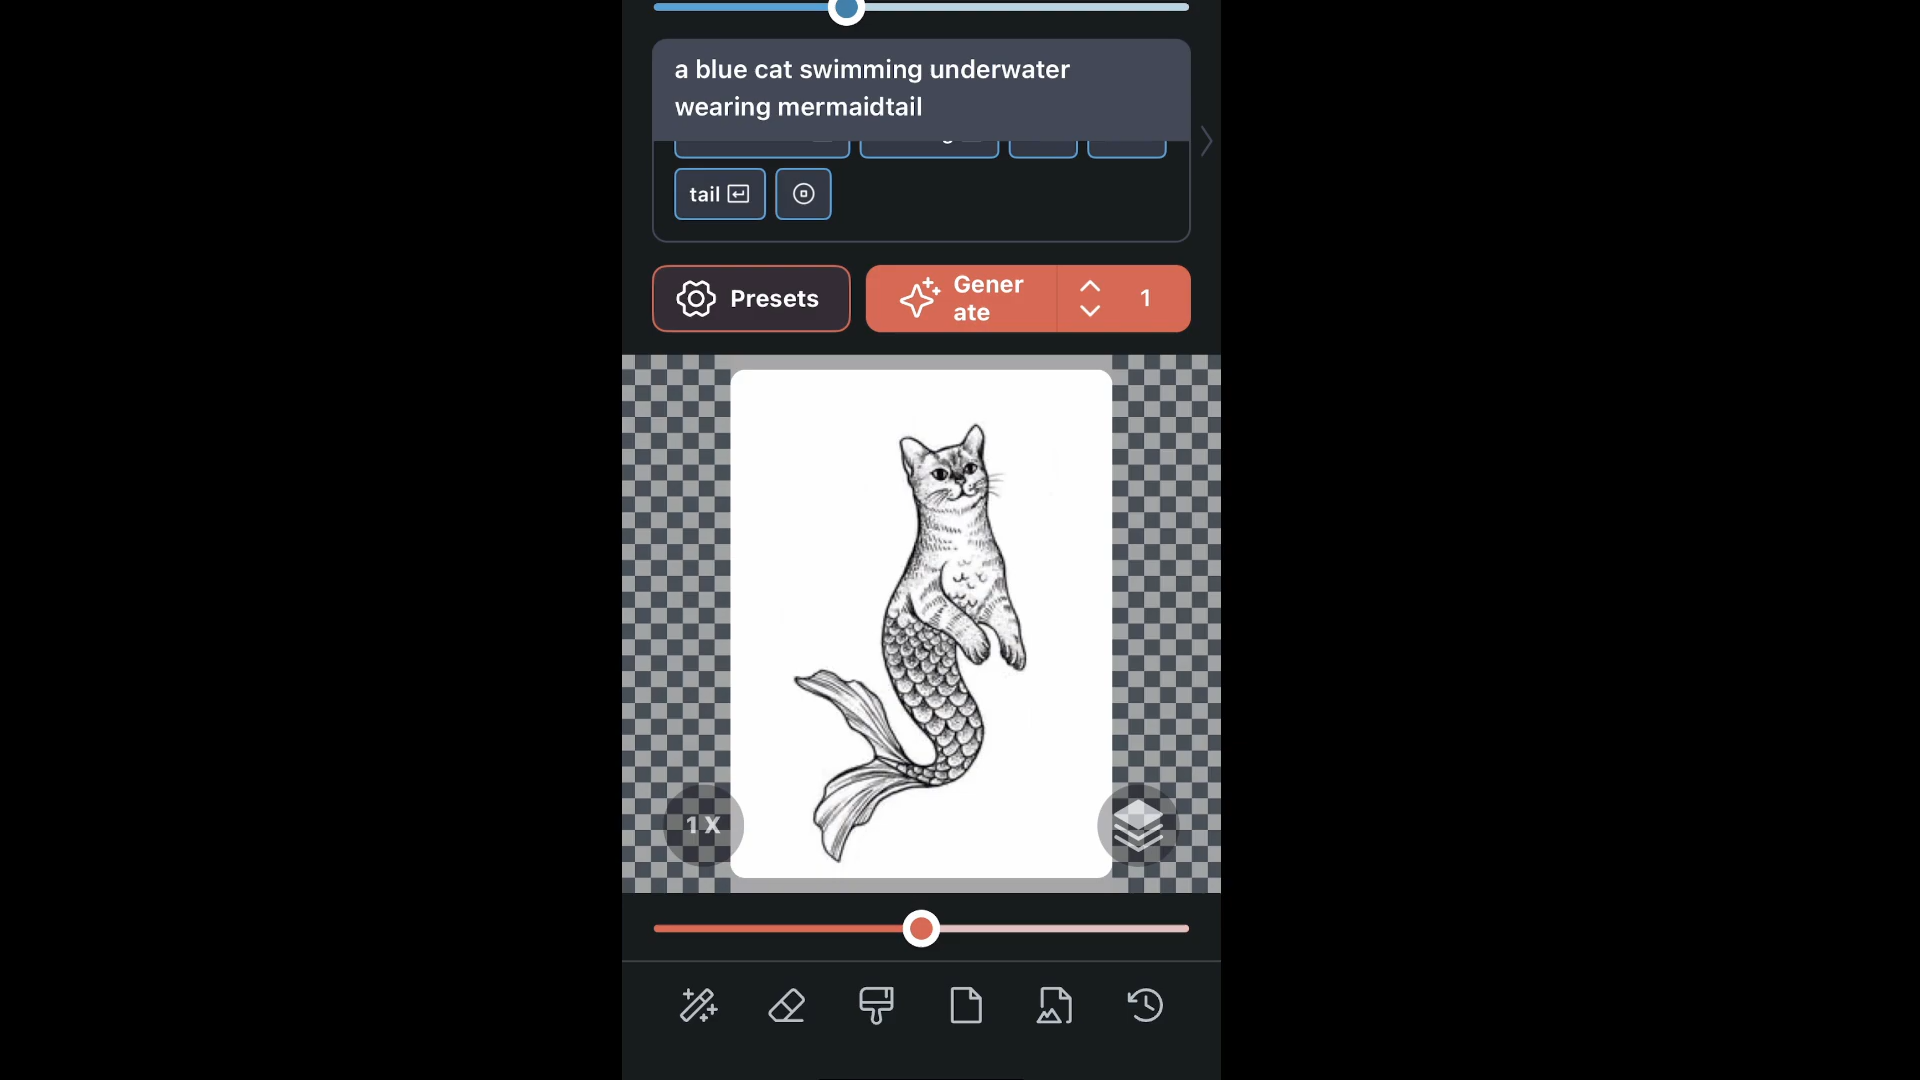 a blue cat swimming underwater
wearing mermaidtail
tail
Presets
Gener
ate
1
1 X